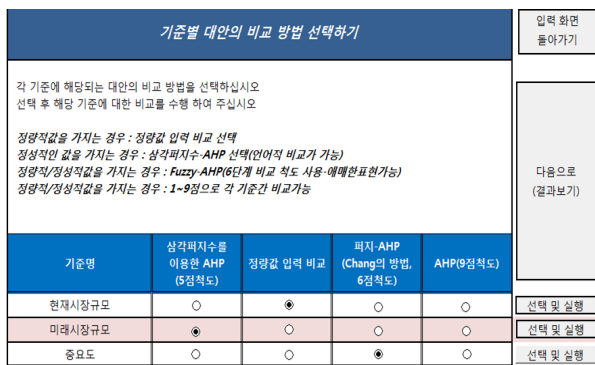 기준별 대안의 비교 방법 선택하기
입력 화면
돌아가기
각 기준에 해당되는 대안의 비교 방법을 선택하십시오
선택 후 해당 기준에 대한 비교를 수행 하여 주십시오
정량적값을 가지는 경우 : 정량값 입력 비교 선택
정성적인 값을 가지는 경우 : 삼각퍼지수-AHP 선택(언어적 비교가 가능)
정량적/정성적값을 가지는 경우 : Fuzzy-AHP(6단계 비교 척도 사용-애매한표현가능)
정량적/정성적값을 가지는 경우 : 1~9점으로 각 기준간 비교가능
다음으로
(결과보기)
기준명
삼각퍼지수를
이용한 AHP
(5점척도)
정량값 입력 비교
퍼지-AHP
(Chang의 방법,
6점척도)
AHP(9점척도)
현재시장규모
선택 및 실행
미래시장규모
선택 및 실행
중요도
선택 및 실행